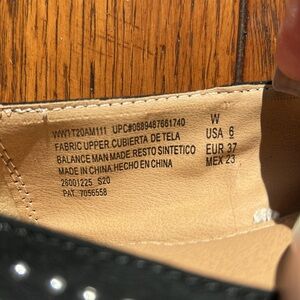 WW1T20AM111 UPC#0889487661740 W
FABRIC UPPER.CUBIERTA DE TELA USA 6
BALANCE MAN MADE.RESTO SINTETICO EUR 37
MADE IN CHINA.HECHO EN CHINA MEX 23
26001225 S20
PAT. 7056558